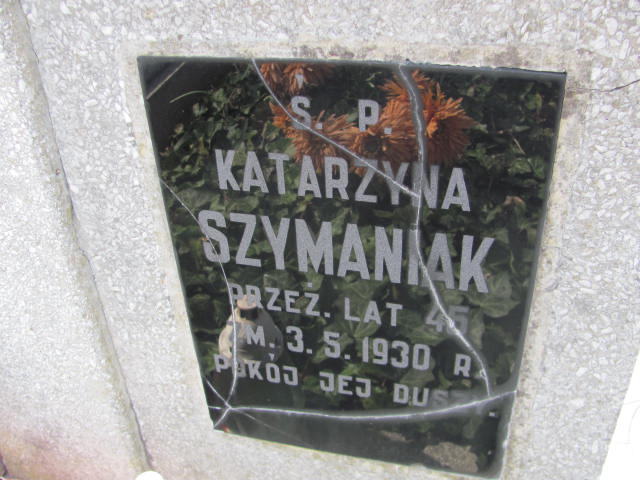 Ś. P.
KATARZYNA
SZYMANIAK
PRZEŻ. LAT 45
ZM. 3. 5. 1930 R.
POKÓJ JEJ DUSZY